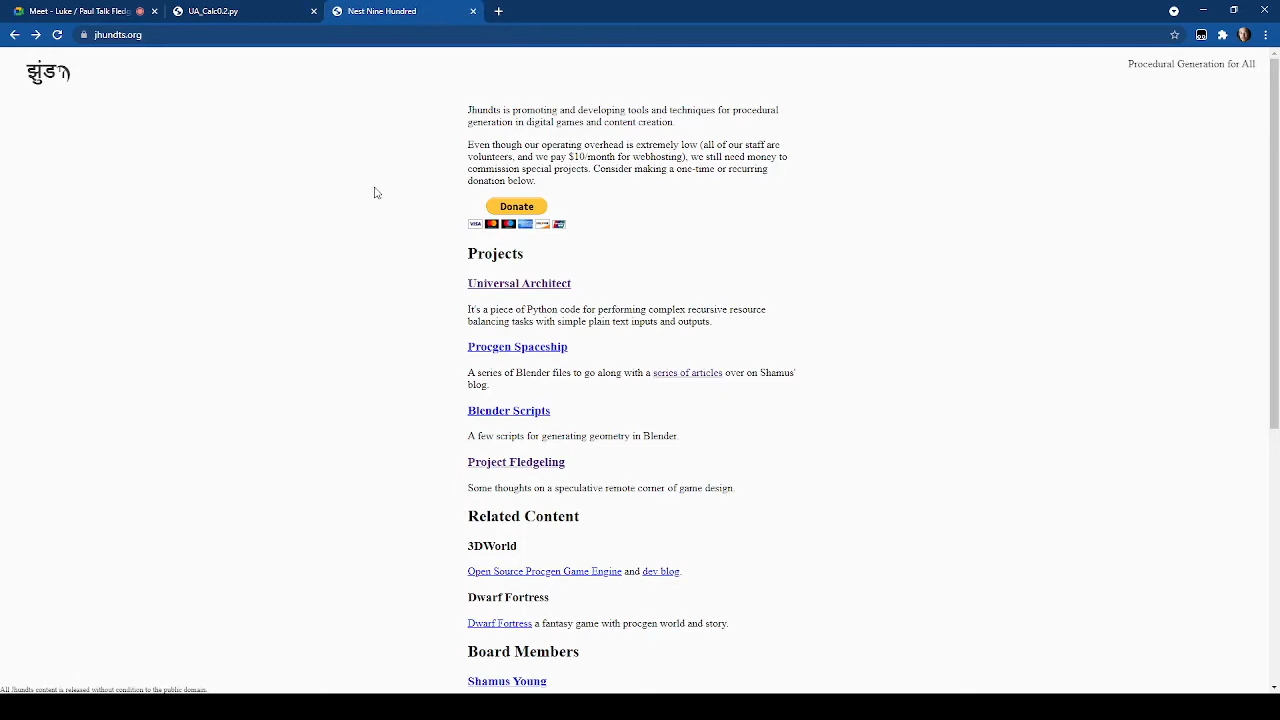 Meet - Luke / Paul Talk Fledg
UA_Calc0.2.py
Nest Nine Hundred
jhundts.org
Procedural Generation for All
Jhundts is promoting and developing tools and techniques for procedural
generation in digital games and content creation.
Even though our operating overhead is extremely low (all of our staff are
volunteers, and we pay $10/month for webhosting), we still need money to
commission special projects. Consider making a one-time or recurring
donation below.
Donate
VISA
Projects
Universal Architect
It's a piece of Python code for performing complex recursive resource
balancing tasks with simple plain text inputs and outputs.
Procgen Spaceship
A series of Blender files to go along with a series of articles over on Shamus'
blog.
Blender Scripts
A few scripts for generating geometry in Blender.
Project Fledgeling
Some thoughts on a speculative remote corner of game design.
Related Content
3DWorld
Open Source Procgen Game Engine and dev blog.
Dwarf Fortress
Dwarf Fortress a fantasy game with procgen world and story.
Board Members
Shamus Young
All Jhundts content is released without condition to the public domain.